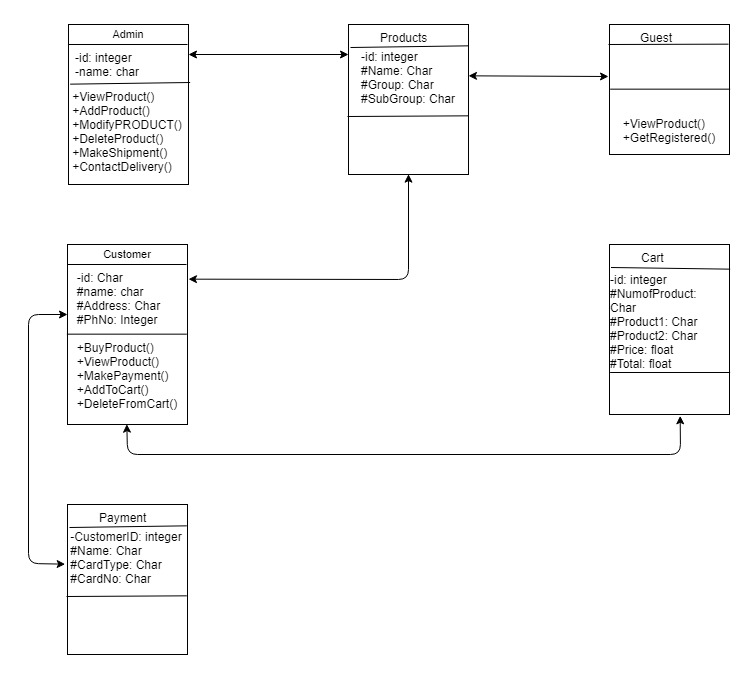 Admin
-id: integer
-name: char
+ViewProduct()
+AddProduct()
+ModifyPRODUCT()
+DeleteProduct()
+MakeShipment()
+ContactDelivery()
Products
-id: integer
#Name: Char
#Group: Char
#SubGroup: Char
Guest
+ViewProduct()
+GetRegistered()
Customer
-id: Char
#name: char
#Address: Char
#PhNo: Integer
+BuyProduct()
+ViewProduct()
+MakePayment()
+AddToCart()
+DeleteFromCart()
Cart
-id: integer
#NumofProduct:
Char
#Product1: Char
#Product2: Char
#Price: float
#Total: float
Payment
-CustomerID: integer
#Name: Char
#CardType: Char
#CardNo: Char